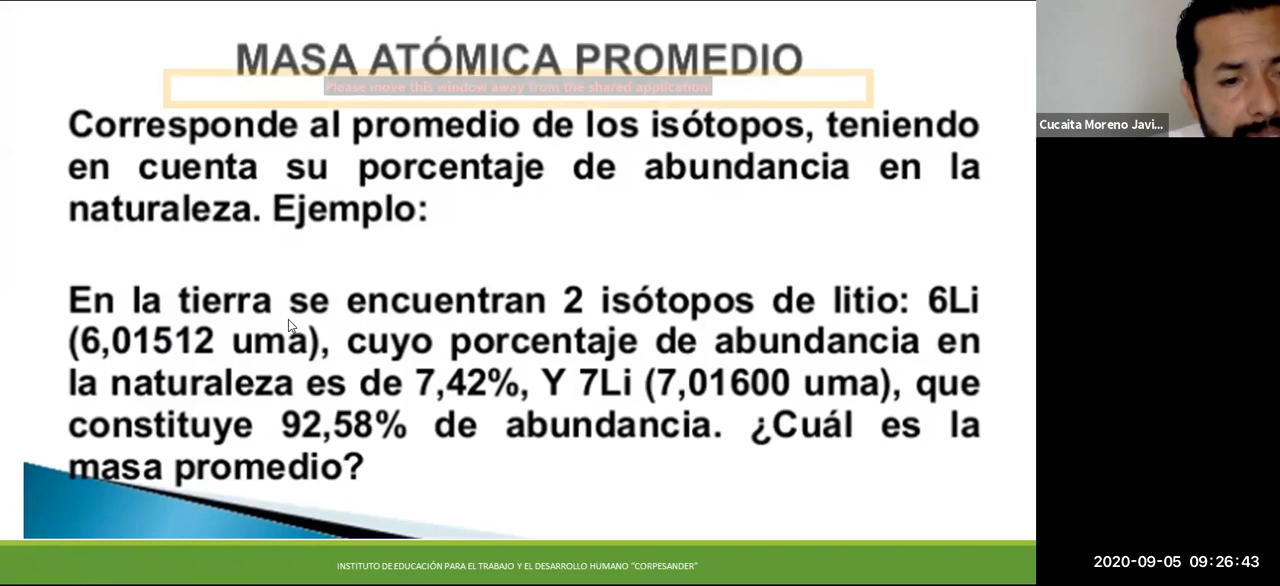 MASA ATÓMICA PROMEDIO
Please move this window away from the shared application.
Corresponde al promedio de los isótopos, teniendo
en cuenta su porcentaje de abundancia en la
naturaleza. Ejemplo:
En la tierra se encuentran 2 isótopos de litio: 6Li
(6,01512 uma), cuyo porcentaje de abundancia en
la naturaleza es de 7,42%, Y 7Li (7,01600 uma), que
constituye 92,58% de abundancia. ¿Cuál es la
masa promedio?
INSTITUTO DE EDUCACIÓN PARA EL TRABAJO Y EL DESARROLLO HUMANO “CORPESANDER”
Cucaita Moreno Javi...
2020-09-05 09:26:43